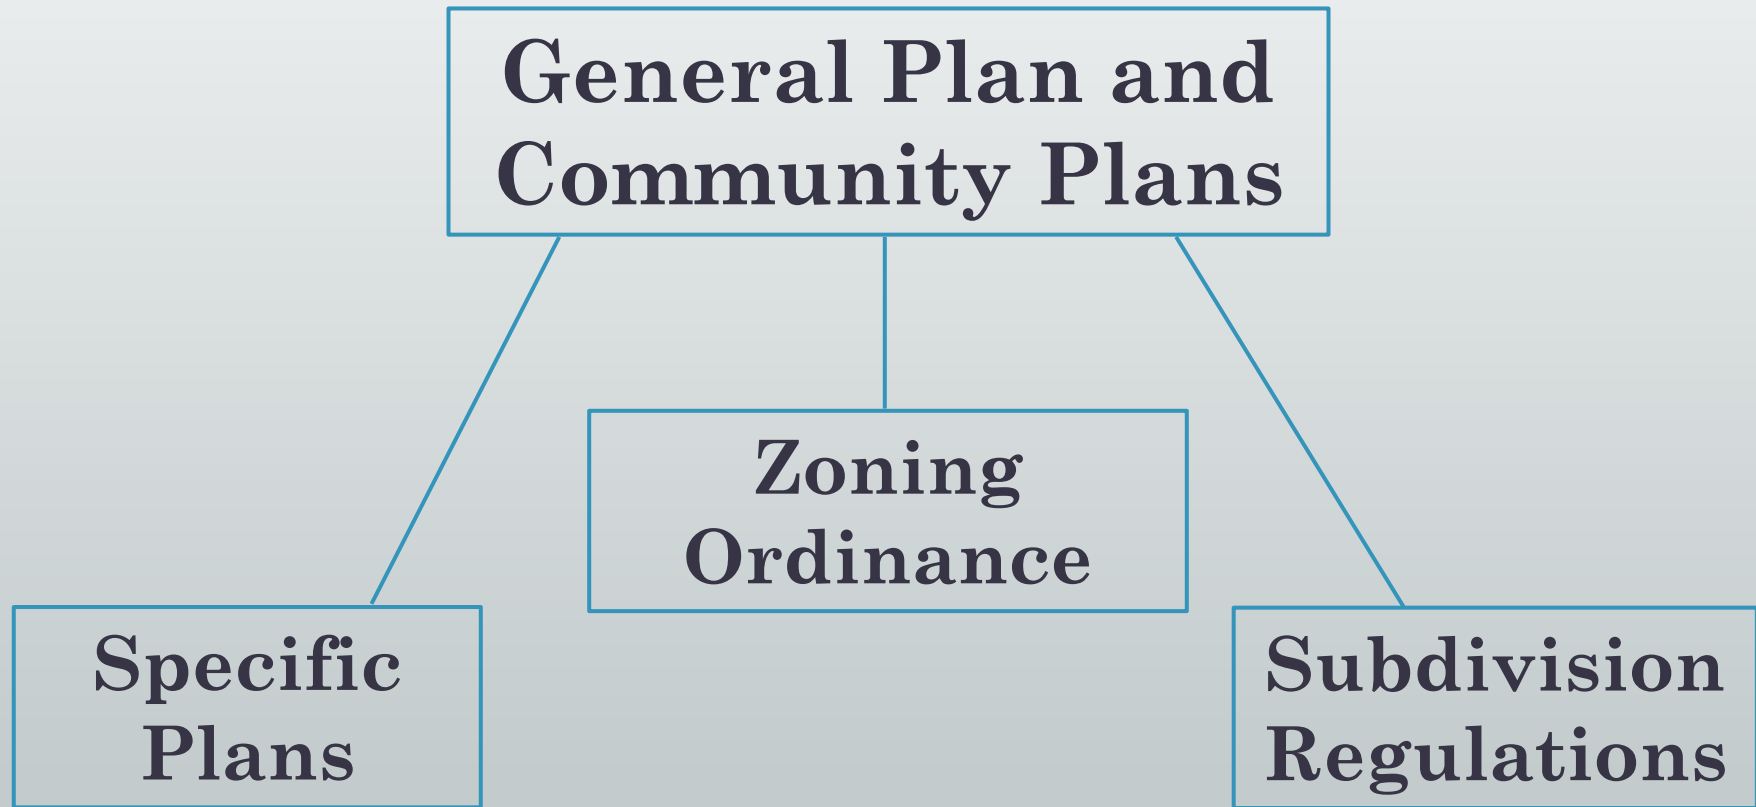 General Plan and
Community Plans
Zoning
Ordinance
Specific
Plans
Subdivision
Regulations